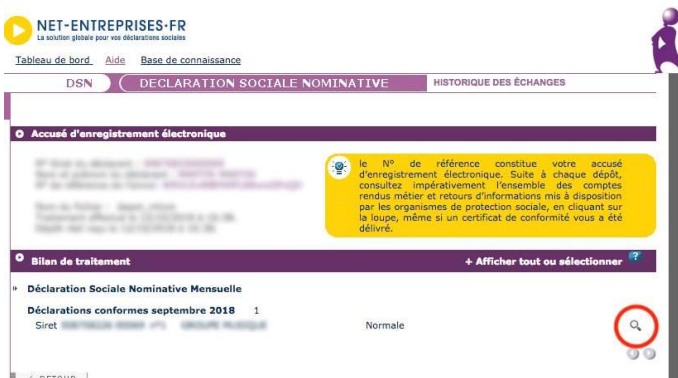 NET-ENTREPRISES•FR
La solution globale pour vos déclarations sociales
Tableau de bord Aide Base de connaissance
DSN DECLARATION SOCIALE NOMINATIVE HISTORIQUE DES ÉCHANGES
Accusé d'enregistrement électronique
le N° de référence constitue votre accusé
d'enregistrement électronique. Suite à chaque dépôt,
consultez impérativement l'ensemble des comptes
rendus métier et retours d'informations mis à disposition
par les organismes de protection sociale, en cliquant sur
la loupe, même si un certificat de conformité vous a été
délivré.
Bilan de traitement + Afficher tout ou sélectionner ?
Déclaration Sociale Nominative Mensuelle
Déclarations conformes septembre 2018 1
Siret Normale
RETOUR